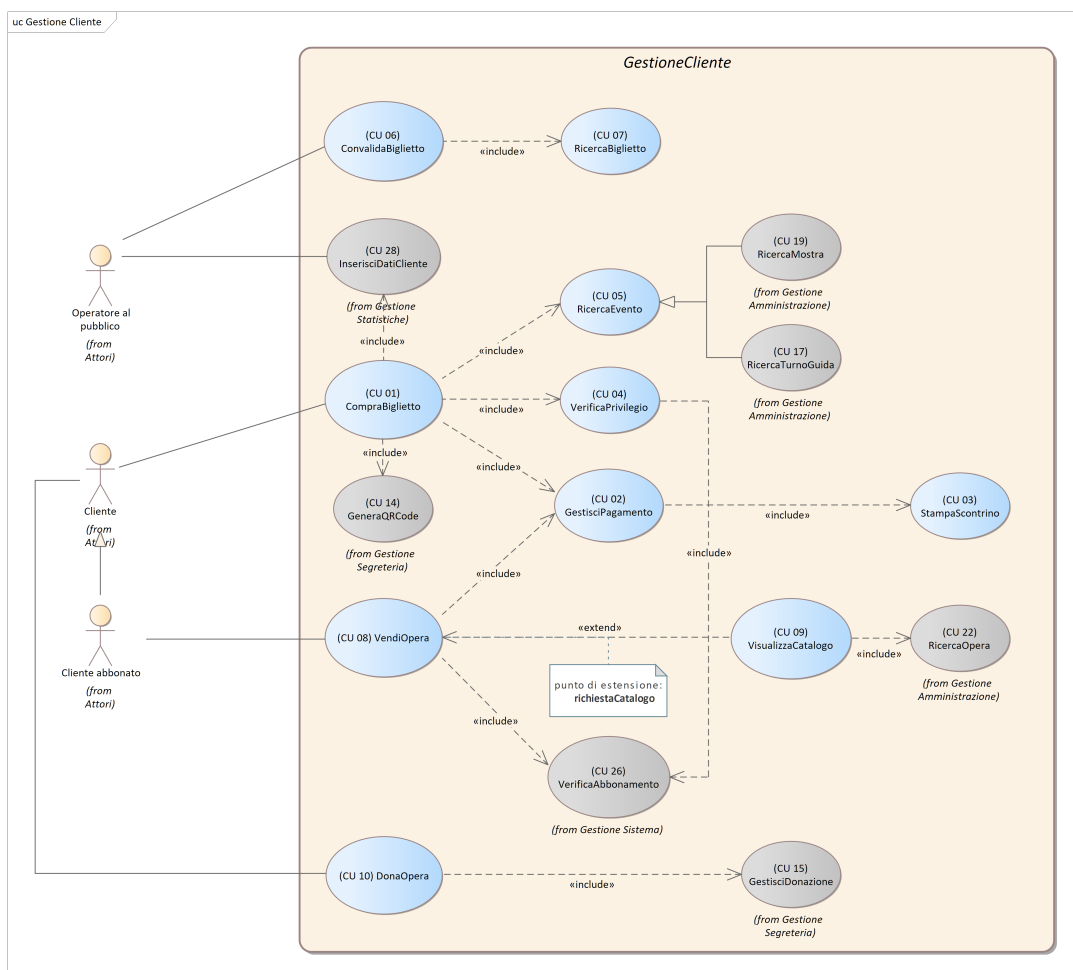 uc Gestione Cliente
GestioneCliente
(CU 06)
ConvalidaBiglietto
«include»
(CU 07)
RicercaBiglietto
(CU 28)
InserisciDatiCliente
(from Gestione
Statistiche)
«include»
(CU 19)
RicercaMostra
(from Gestione
Amministrazione)
Operatore al
pubblico
(from
Attori)
(CU 05)
RicercaEvento
«include»
(CU 17)
RicercaTurnoGuida
(from Gestione
Amministrazione)
(CU 01)
CompraBiglietto
«include»
(CU 04)
VerificaPrivilegio
«include»
«include»
Cliente
(from
Attori)
(CU 14)
GeneraQRCode
(from Gestione
Segreteria)
(CU 02)
GestisciPagamento
«include»
(CU 03)
StampaScontrino
«include»
«include»
Cliente abbonato
(from
Attori)
(CU 08) VendiOpera
«extend»
(CU 09)
VisualizzaCatalogo
«include»
(CU 22)
RicercaOpera
(from Gestione
Amministrazione)
punto di estensione:
richiestaCatalogo
«include»
(CU 26)
VerificaAbbonamento
(from Gestione Sistema)
(CU 10) DonaOpera
«include»
(CU 15)
GestisciDonazione
(from Gestione
Segreteria)